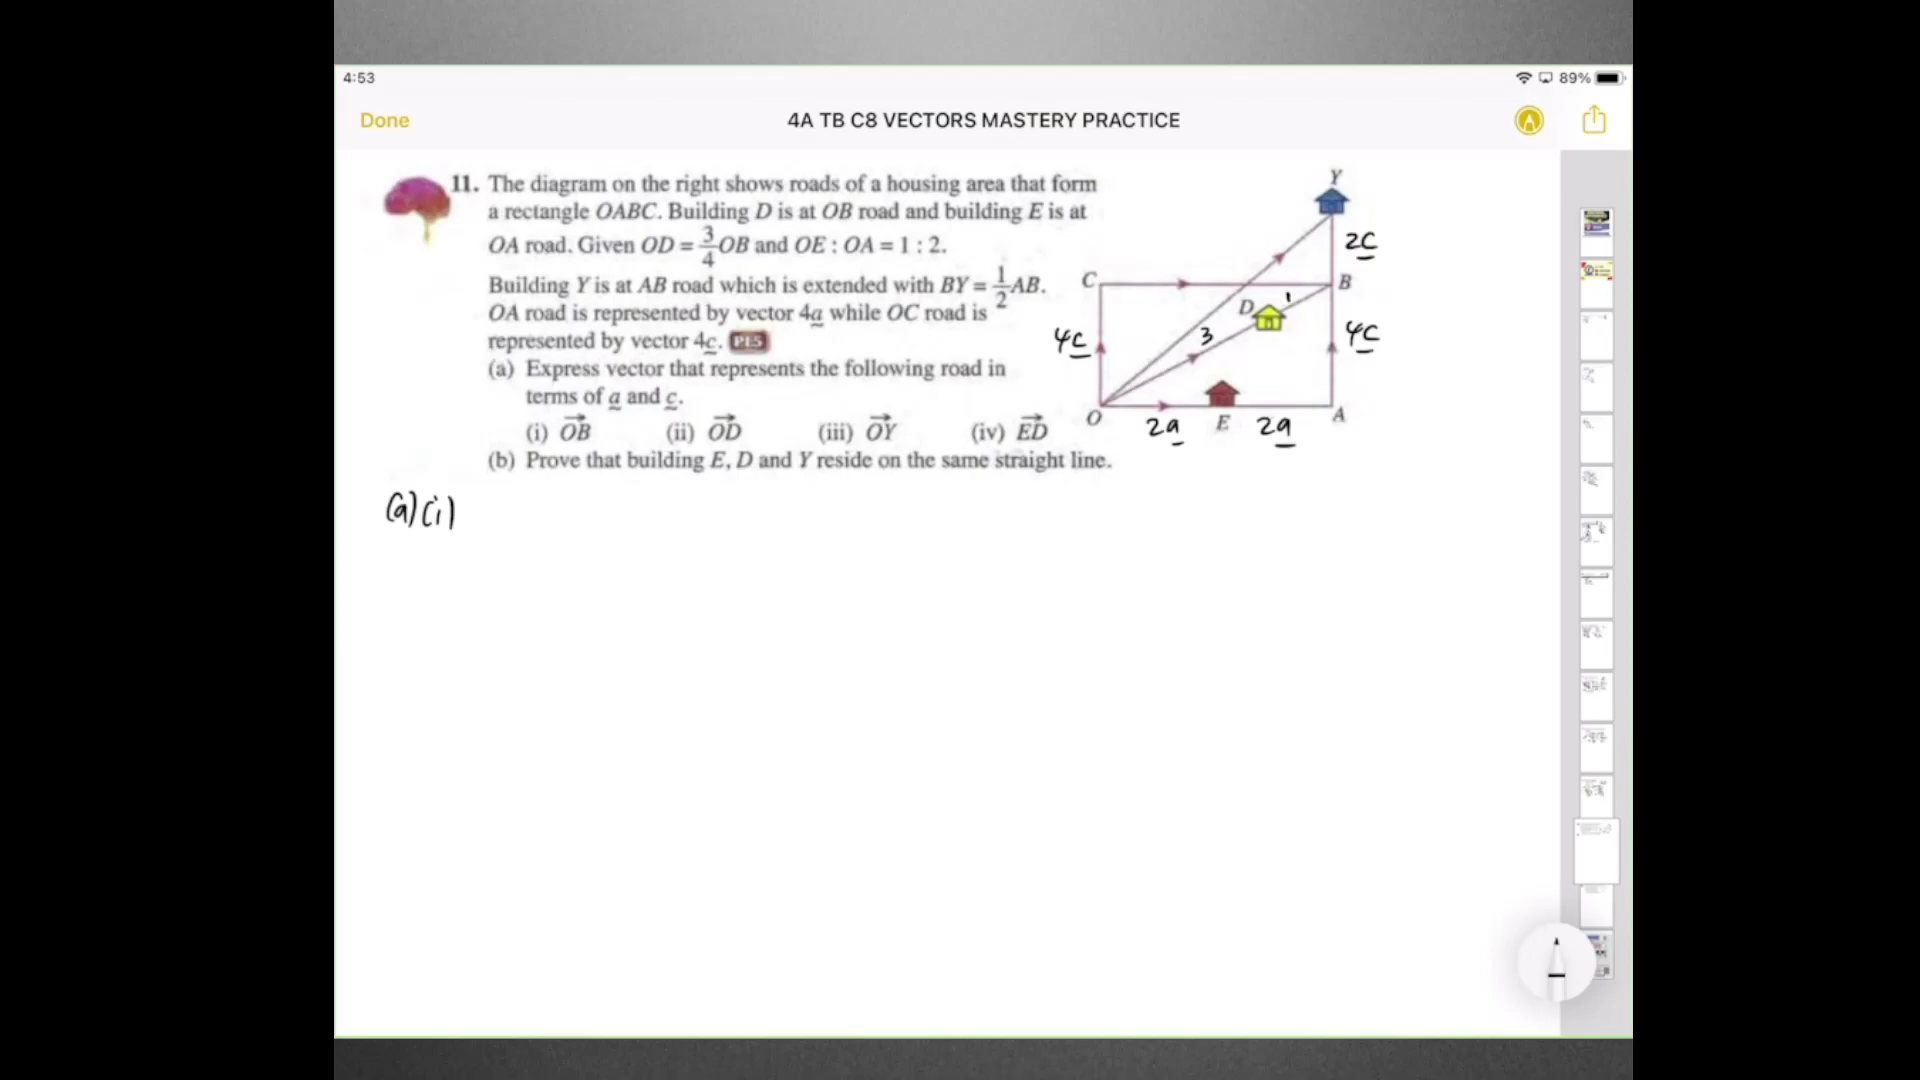 4:53
89%
Done
4A TB C8 VECTORS MASTERY PRACTICE
11. The diagram on the right shows roads of a housing area that form
a rectangle OABC. Building D is at OB road and building E is at
OA road. Given OD = 3/4 OB and OE : OA = 1 : 2.
Building Y is at AB road which is extended with BY = 1/2 AB.
OA road is represented by vector 4a while OC road is
represented by vector 4c. PL5
(a) Express vector that represents the following road in
terms of a and c.
(i) OB (ii) OD (iii) OY (iv) ED
(b) Prove that building E, D and Y reside on the same straight line.
Y
2c
C
B
D
1
4c
3
4c
O
2a
E
2a
A
(a)(i)